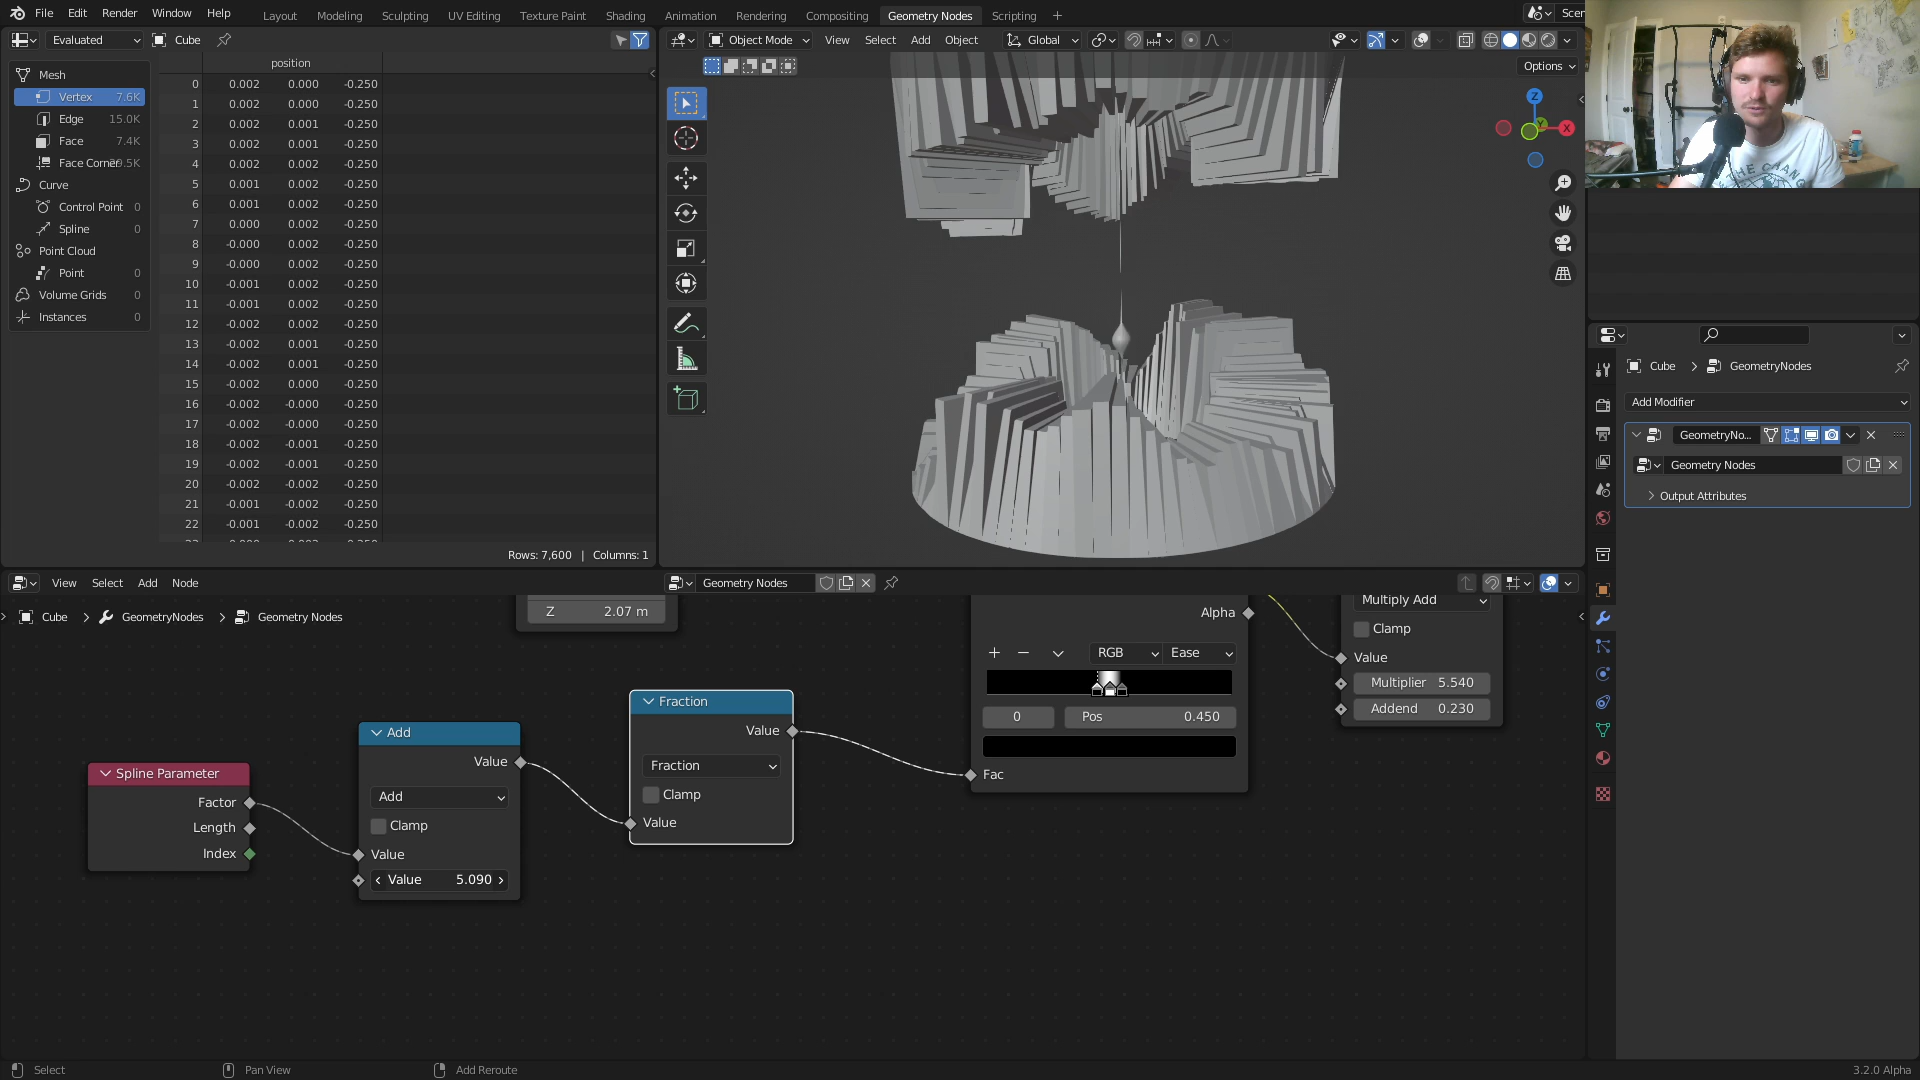 File Edit Render Window Help
Layout Modeling Sculpting UV Editing Texture Paint Shading Animation Rendering Compositing Geometry Nodes Scripting
Scer
Evaluated Cube
position
Mesh
Vertex 7.6K
Edge 15.0K
Face 7.4K
Face Corne 29.5K
Curve
Control Point 0
Spline 0
Point Cloud
Point 0
Volume Grids 0
Instances 0
0 0.002 0.000 -0.250
1 0.002 0.000 -0.250
2 0.002 0.001 -0.250
3 0.002 0.001 -0.250
4 0.002 0.002 -0.250
5 0.001 0.002 -0.250
6 0.001 0.002 -0.250
7 0.000 0.002 -0.250
8 -0.000 0.002 -0.250
9 -0.000 0.002 -0.250
10 -0.001 0.002 -0.250
11 -0.001 0.002 -0.250
12 -0.002 0.002 -0.250
13 -0.002 0.001 -0.250
14 -0.002 0.001 -0.250
15 -0.002 0.000 -0.250
16 -0.002 -0.000 -0.250
17 -0.002 -0.000 -0.250
18 -0.002 -0.001 -0.250
19 -0.002 -0.001 -0.250
20 -0.002 -0.002 -0.250
21 -0.001 -0.002 -0.250
22 -0.001 -0.002 -0.250
Rows: 7,600 | Columns: 1
Object Mode View Select Add Object Global
Options
Z
X
THE CHANG
Cube GeometryNodes
Add Modifier
GeometryNo...
Geometry Nodes
Output Attributes
View Select Add Node
Geometry Nodes
Cube GeometryNodes Geometry Nodes
Z 2.07 m
Spline Parameter
Factor
Length
Index
Add
Value
Add
Clamp
Value
Value 5.090
Fraction
Value
Fraction
Clamp
Value
Alpha
RGB Ease
0 Pos 0.450
Fac
Multiply Add
Clamp
Value
Multiplier 5.540
Addend 0.230
Select Pan View Add Reroute
3.2.0 Alpha